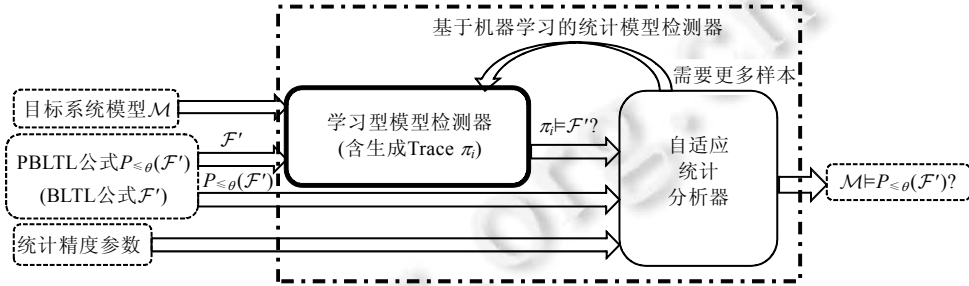 基于机器学习的统计模型检测器
需要更多样本
目标系统模型ℳ
学习型模型检测器
(含生成Trace πᵢ)
ℱ′
πᵢ⊨ℱ′?
PBLTL公式P≤θ(ℱ′)
(BLTL公式ℱ′)
P≤θ(ℱ′)
自适应
统计
分析器
ℳ⊨P≤θ(ℱ′)?
统计精度参数